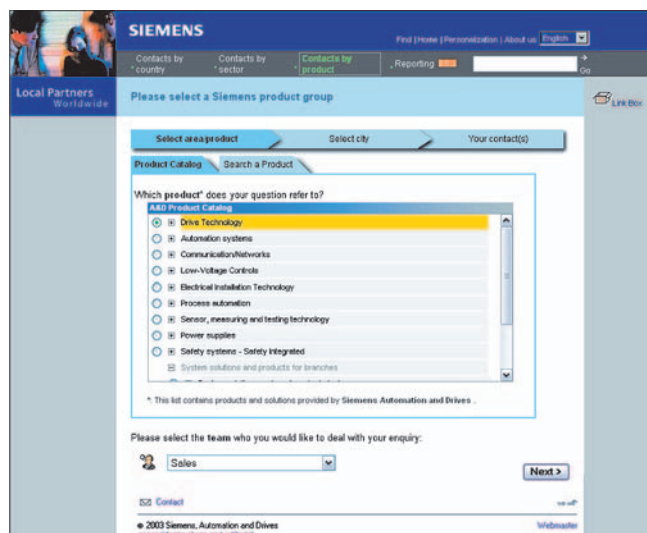 SIEMENS
Find | Home | Personalization | About us English
Contacts by country Contacts by sector Contacts by product Reporting
Go
Local Partners Worldwide
Please select a Siemens product group
Link Box
Select area/product Select city Your contact(s)
Product Catalog Search a Product
Which product* does your question refer to?
A&D Product Catalog
Drive Technology
Automation systems
Communication/Networks
Low-Voltage Controls
Electrical Installation Technology
Process automation
Sensor, measuring and testing technology
Power supplies
Safety systems - Safety Integrated
System solutions and products for branches
*: This list contains products and solutions provided by Siemens Automation and Drives .
Please select the team who you would like to deal with your enquiry:
Sales
Next >
Contact
© 2003 Siemens, Automation and Drives Webmaster